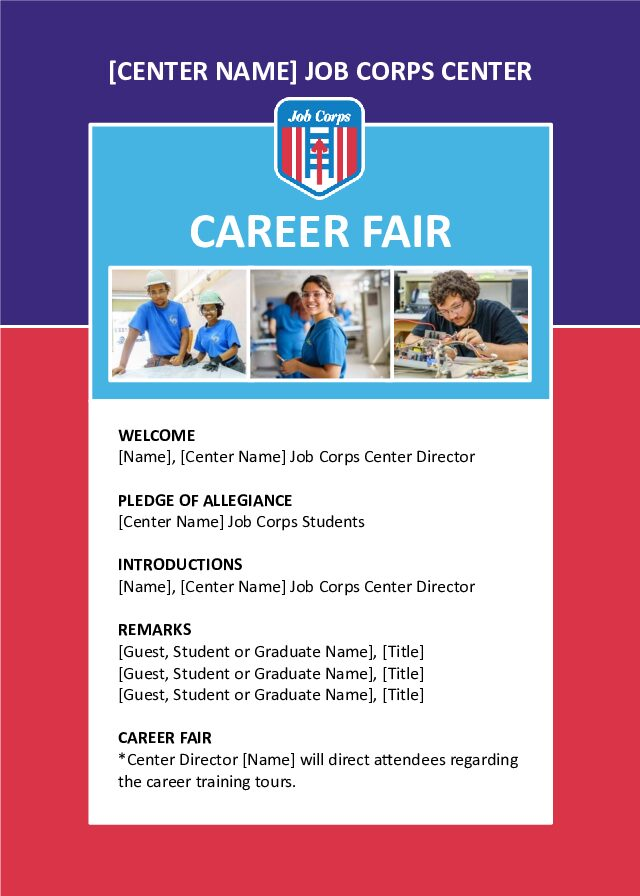 [CENTER NAME] JOB CORPS CENTER
Job Corps
CAREER FAIR
WELCOME
[Name], [Center Name] Job Corps Center Director
PLEDGE OF ALLEGIANCE
[Center Name] Job Corps Students
INTRODUCTIONS
[Name], [Center Name] Job Corps Center Director
REMARKS
[Guest, Student or Graduate Name], [Title]
[Guest, Student or Graduate Name], [Title]
[Guest, Student or Graduate Name], [Title]
CAREER FAIR
*Center Director [Name] will direct attendees regarding
the career training tours.